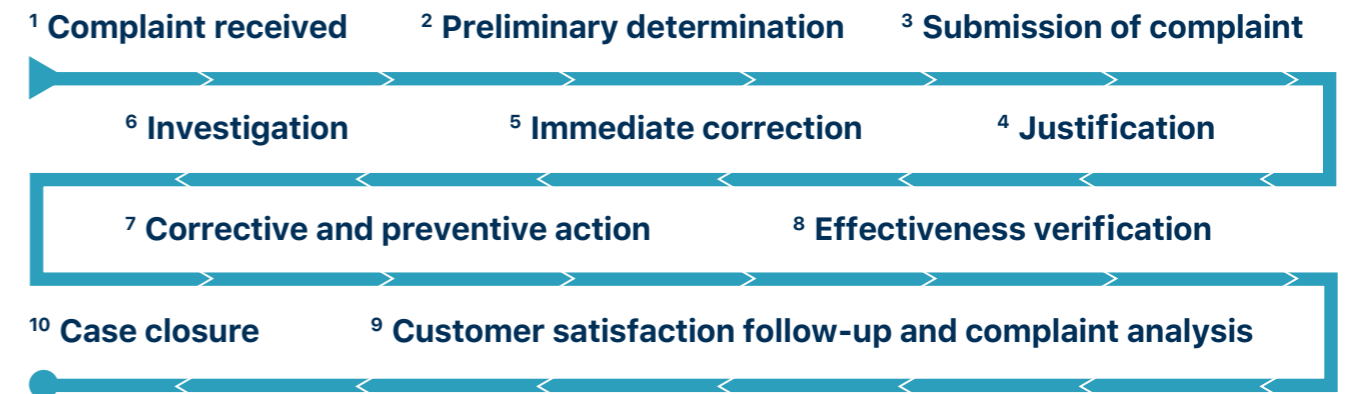 1 Complaint received 2 Preliminary determination 3 Submission of complaint
6 Investigation 5 Immediate correction 4 Justification
7 Corrective and preventive action 8 Effectiveness verification
10 Case closure 9 Customer satisfaction follow-up and complaint analysis